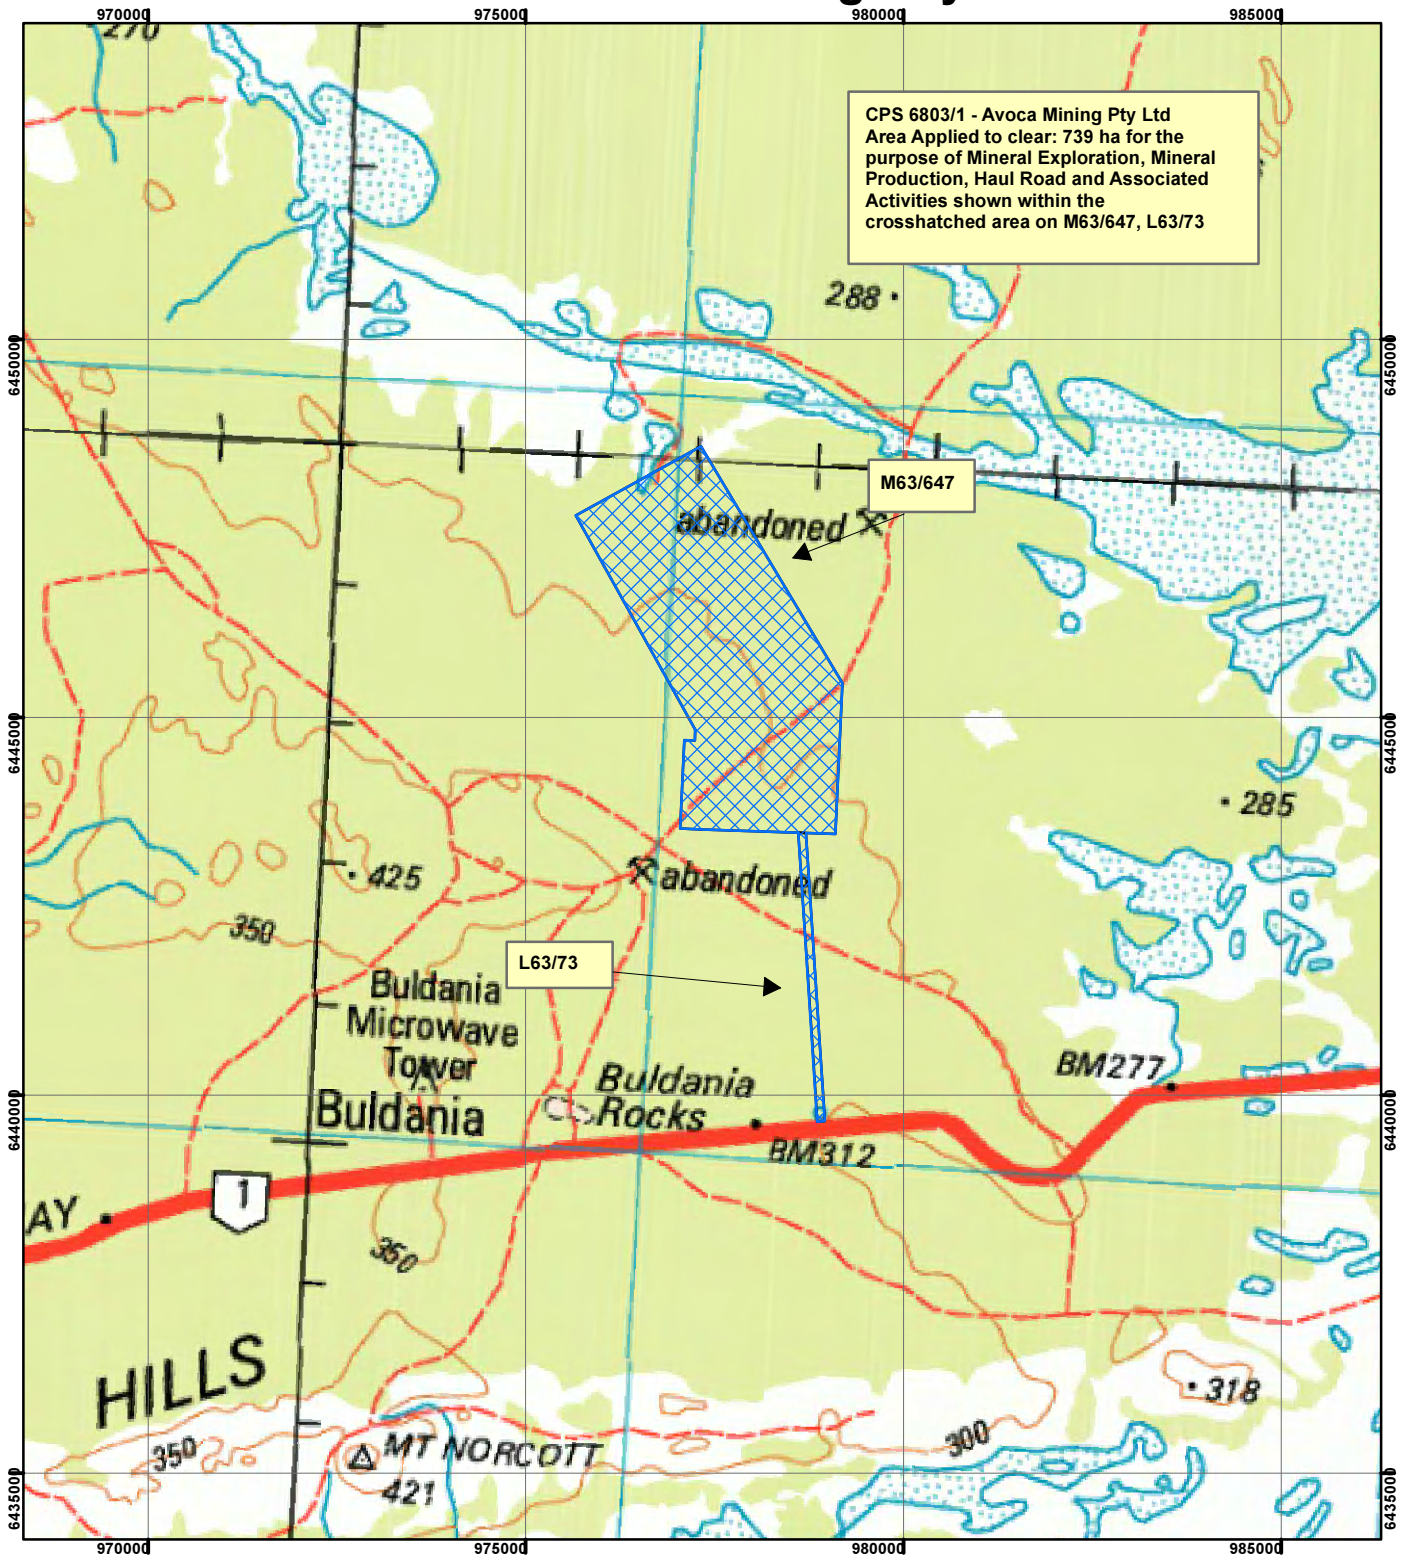 970000
975000
980000
985000
270
CPS 6803/1 - Avoca Mining Pty Ltd
Area Applied to clear: 739 ha for the
purpose of Mineral Exploration, Mineral
Production, Haul Road and Associated
Activities shown within the
crosshatched area on M63/647, L63/73
288
6450000
6450000
M63/647
abandoned
6445000
6445000
285
425
abandoned
350
L63/73
Buldania
Microwave
Tower
BM277
Buldania
Rocks
Buldania
6440000
6440000
BM312
1
AY
350
HILLS
318
350
MT NORCOTT
421
300
6435000
6435000
970000
975000
980000
985000